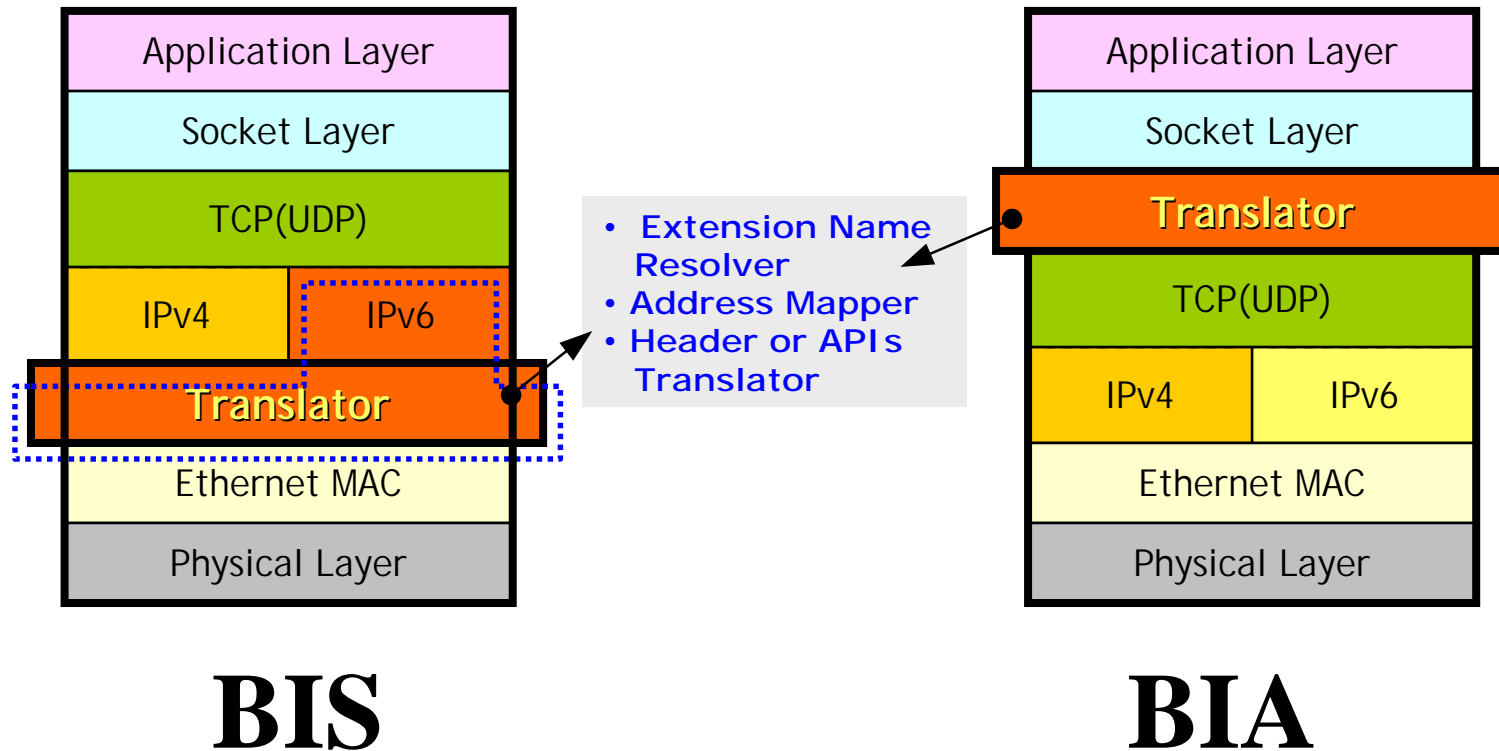 Application Layer
Socket Layer
TCP(UDP)
IPv4
IPv6
Translator
Ethernet MAC
Physical Layer
BIS
• Extension Name
Resolver
• Address Mapper
• Header or APIs
Translator
Application Layer
Socket Layer
Translator
TCP(UDP)
IPv4
IPv6
Ethernet MAC
Physical Layer
BIA